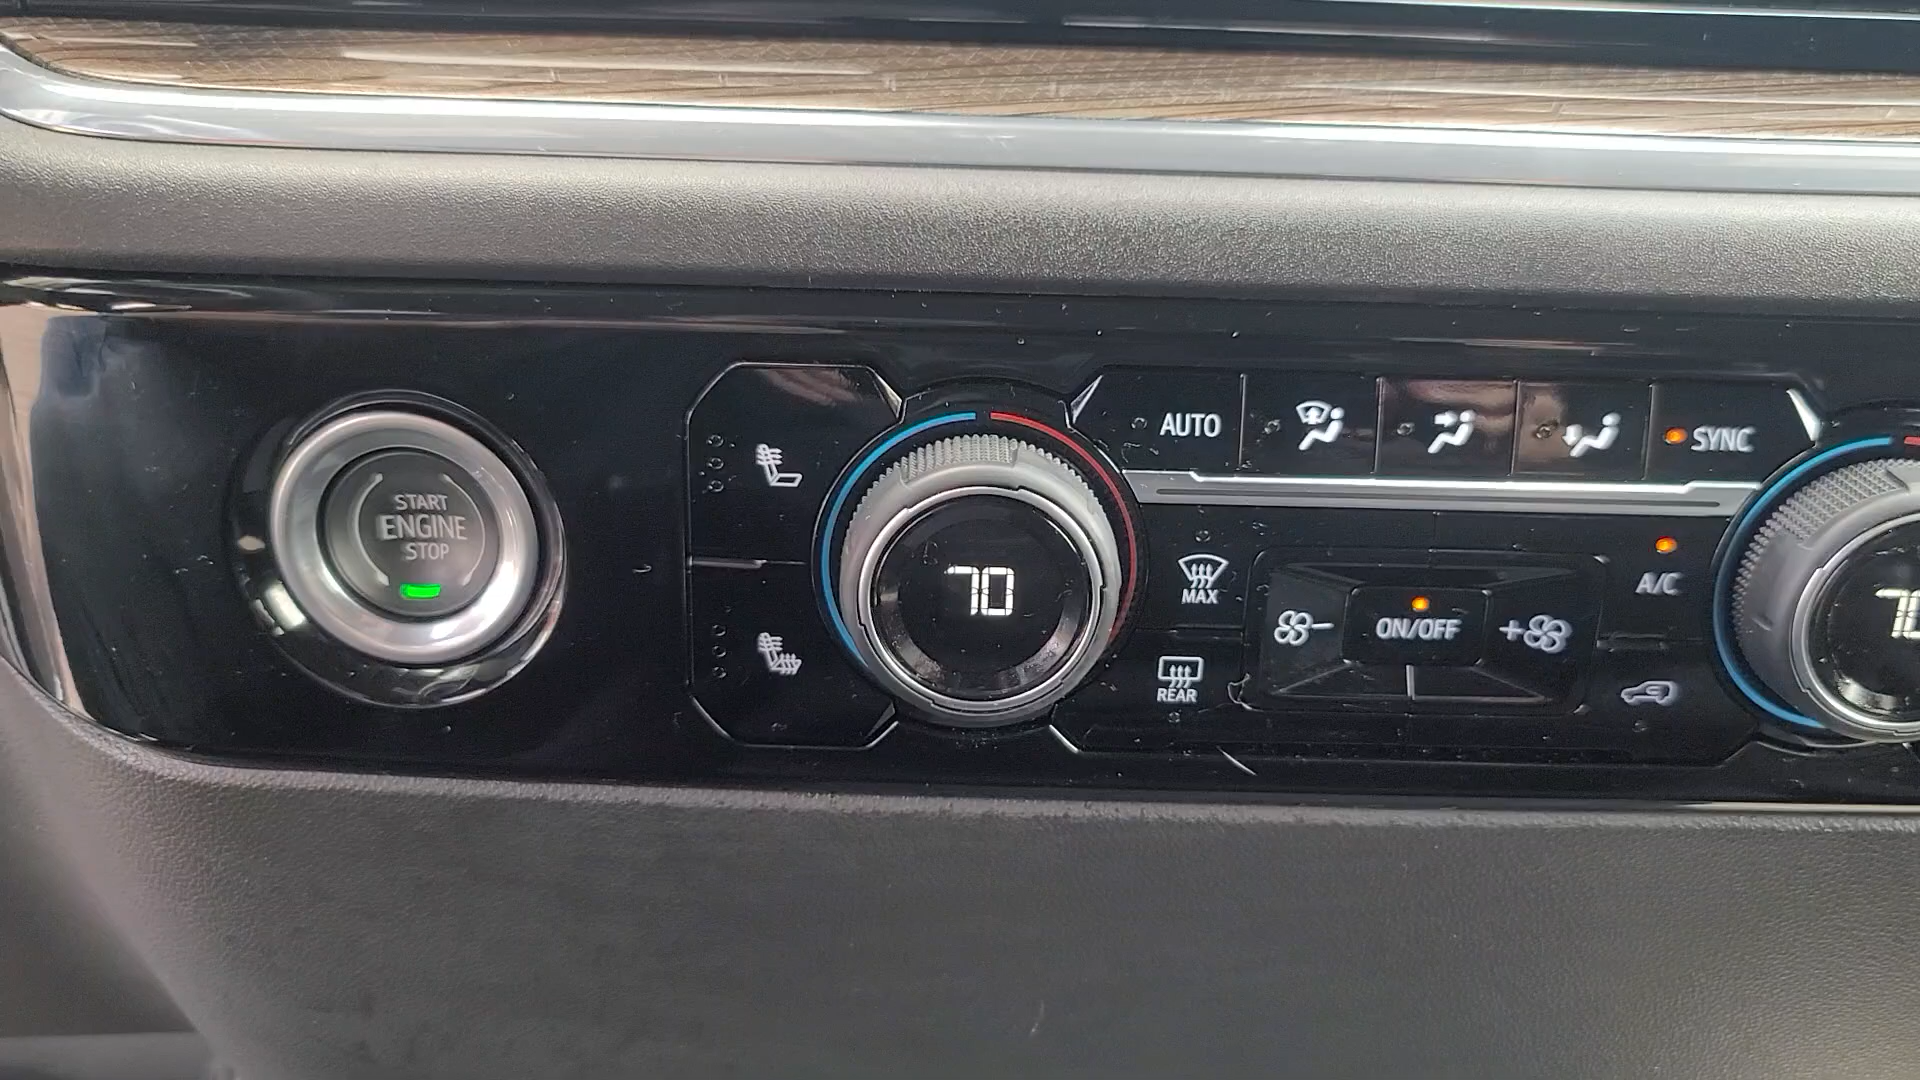 START
ENGINE
STOP
70
AUTO
SYNC
MAX
REAR
ON/OFF
A/C